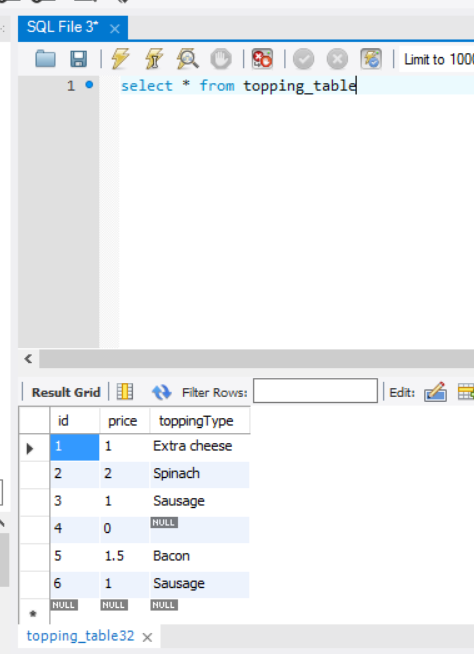 SQL File 3*
Limit to 1000
1 select * from topping_table
Result Grid Filter Rows: Edit:
id price toppingType
1 1 Extra cheese
2 2 Spinach
3 1 Sausage
4 0 NULL
5 1.5 Bacon
6 1 Sausage
NULL NULL NULL
topping_table32